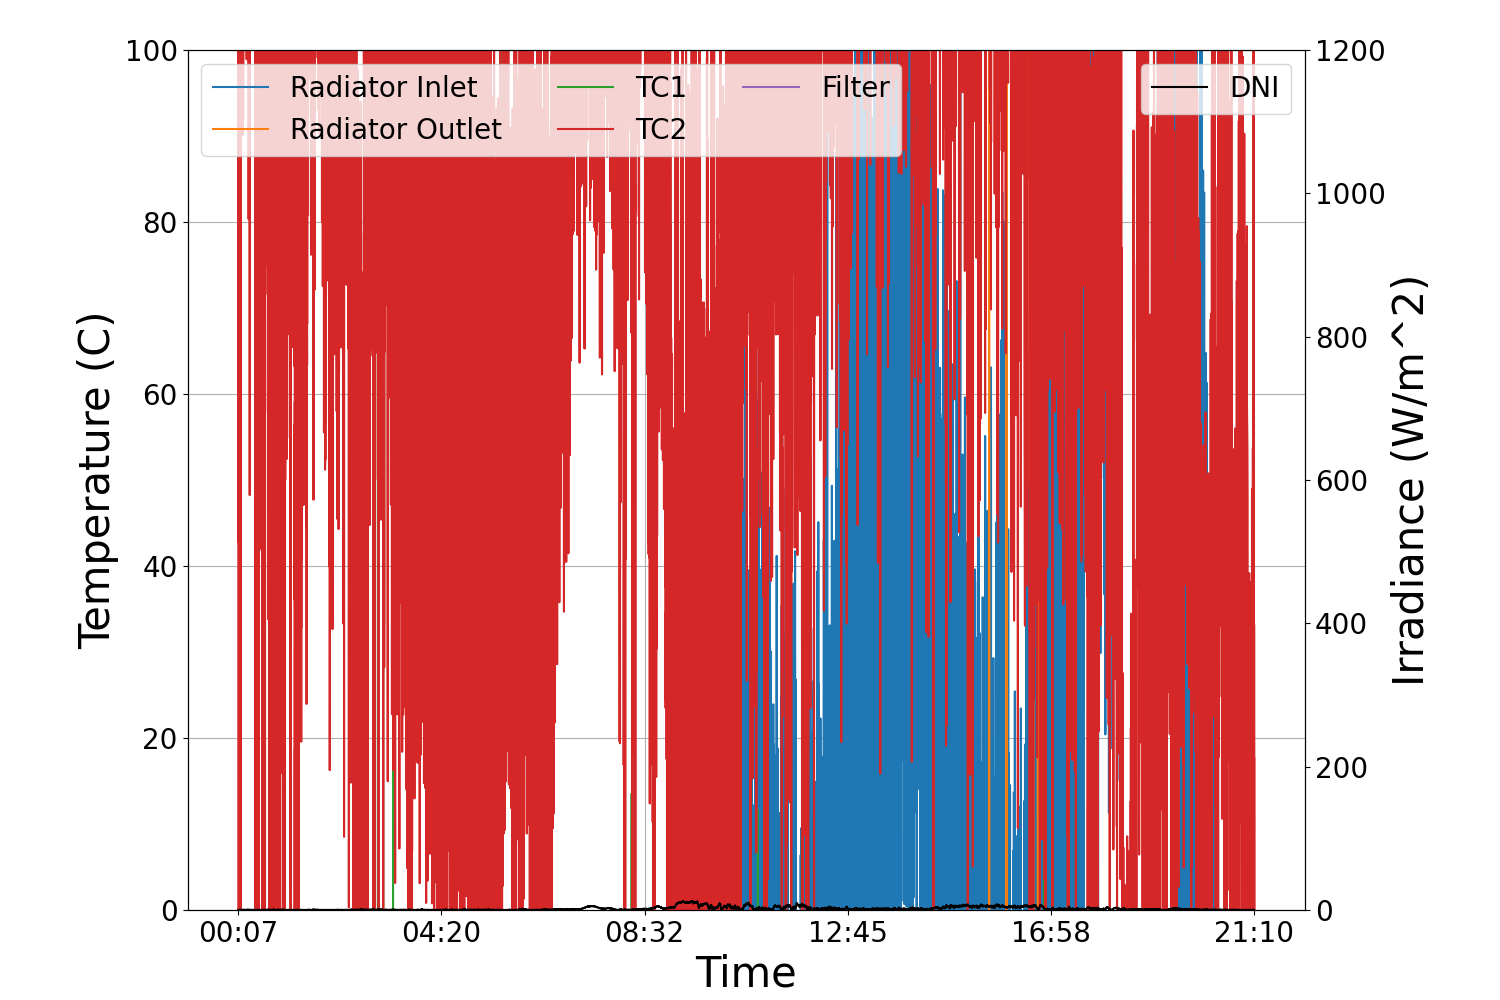 100
80
60
40
20
0
Temperature (C)
Radiator Inlet
Radiator Outlet
TC1
TC2
Filter
DNI
1200
1000
800
600
400
200
0
Irradiance (W/m^2)
00:07 04:20 08:32 12:45 16:58 21:10
Time